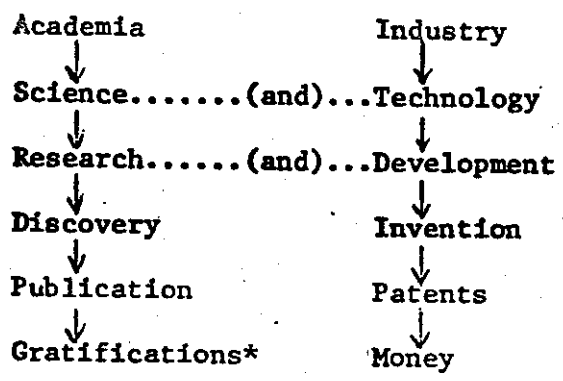 Academia Industry
Science.......(and)...Technology
Research......(and)...Development
Discovery Invention
Publication Patents
Gratifications* Money